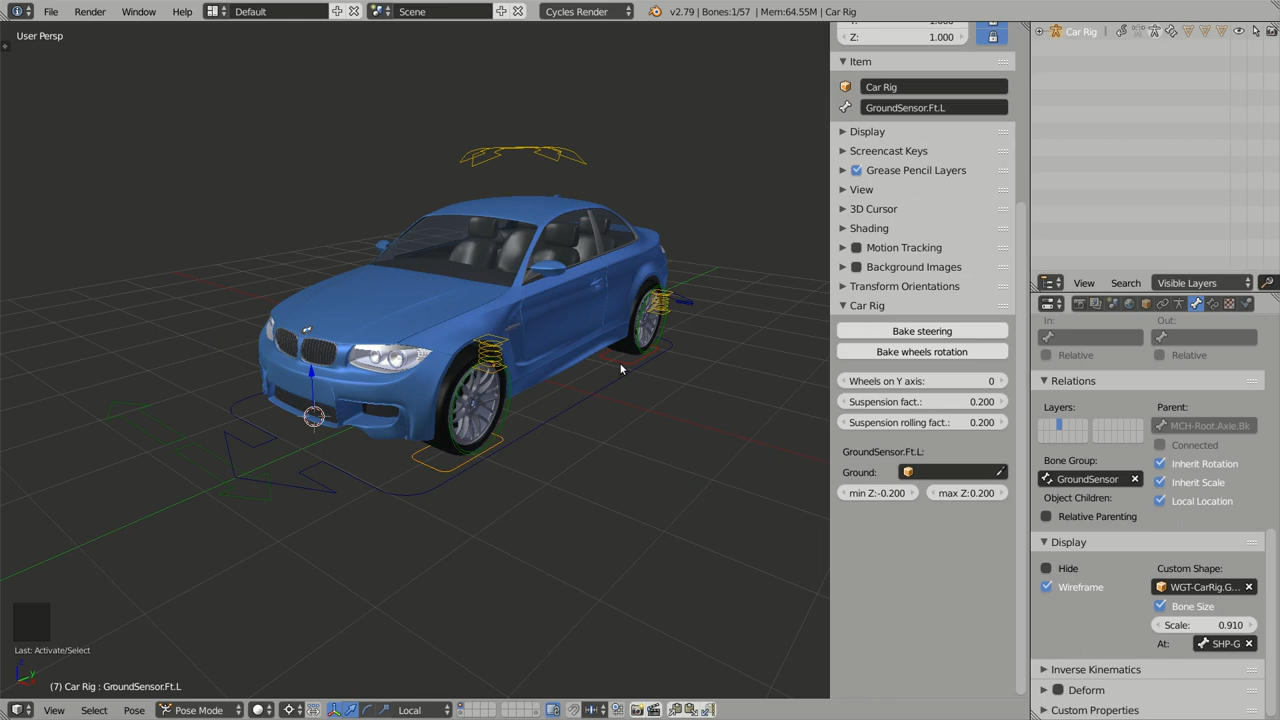 File Render Window Help Default Scene Cycles Render v2.79 | Bones:1/57 | Mem:64.55M | Car Rig
User Persp
1.000
Z: 1.000
Item
Car Rig
GroundSensor.Ft.L
Display
Screencast Keys
Grease Pencil Layers
View
3D Cursor
Shading
Motion Tracking
Background Images
Transform Orientations
Car Rig
Bake steering
Bake wheels rotation
Wheels on Y axis: 0
Suspension fact.: 0.200
Suspension rolling fact.: 0.200
GroundSensor.Ft.L:
Ground:
min Z:-0.200 max Z:0.200
Car Rig
View Search Visible Layers
In: Out:
Relative Relative
Relations
Layers: Parent:
MCH-Root.Axle.Bk
Connected
Bone Group: Inherit Rotation
GroundSensor Inherit Scale
Object Children: Local Location
Relative Parenting
Display
Hide Custom Shape:
Wireframe WGT-CarRig.G...
Bone Size
Scale: 0.910
At: SHP-G
Inverse Kinematics
Deform
Custom Properties
Last: Activate/Select
z
y
(7) Car Rig : GroundSensor.Ft.L
View Select Pose Pose Mode Local